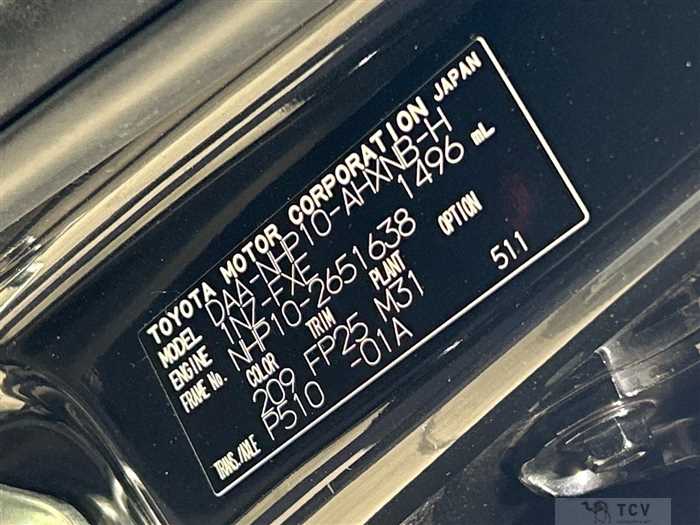 TOYOTA MOTOR CORPORATION JAPAN
MODEL DAA-NHP10-AHXNB-H
ENGINE 1NZ-FXE 1496 mL
FRAME No. NHP10-2651638
COLOR TRIM PLANT OPTION
209 FP25 M31 511
TRANS./AXLE P510 -01A
TCV